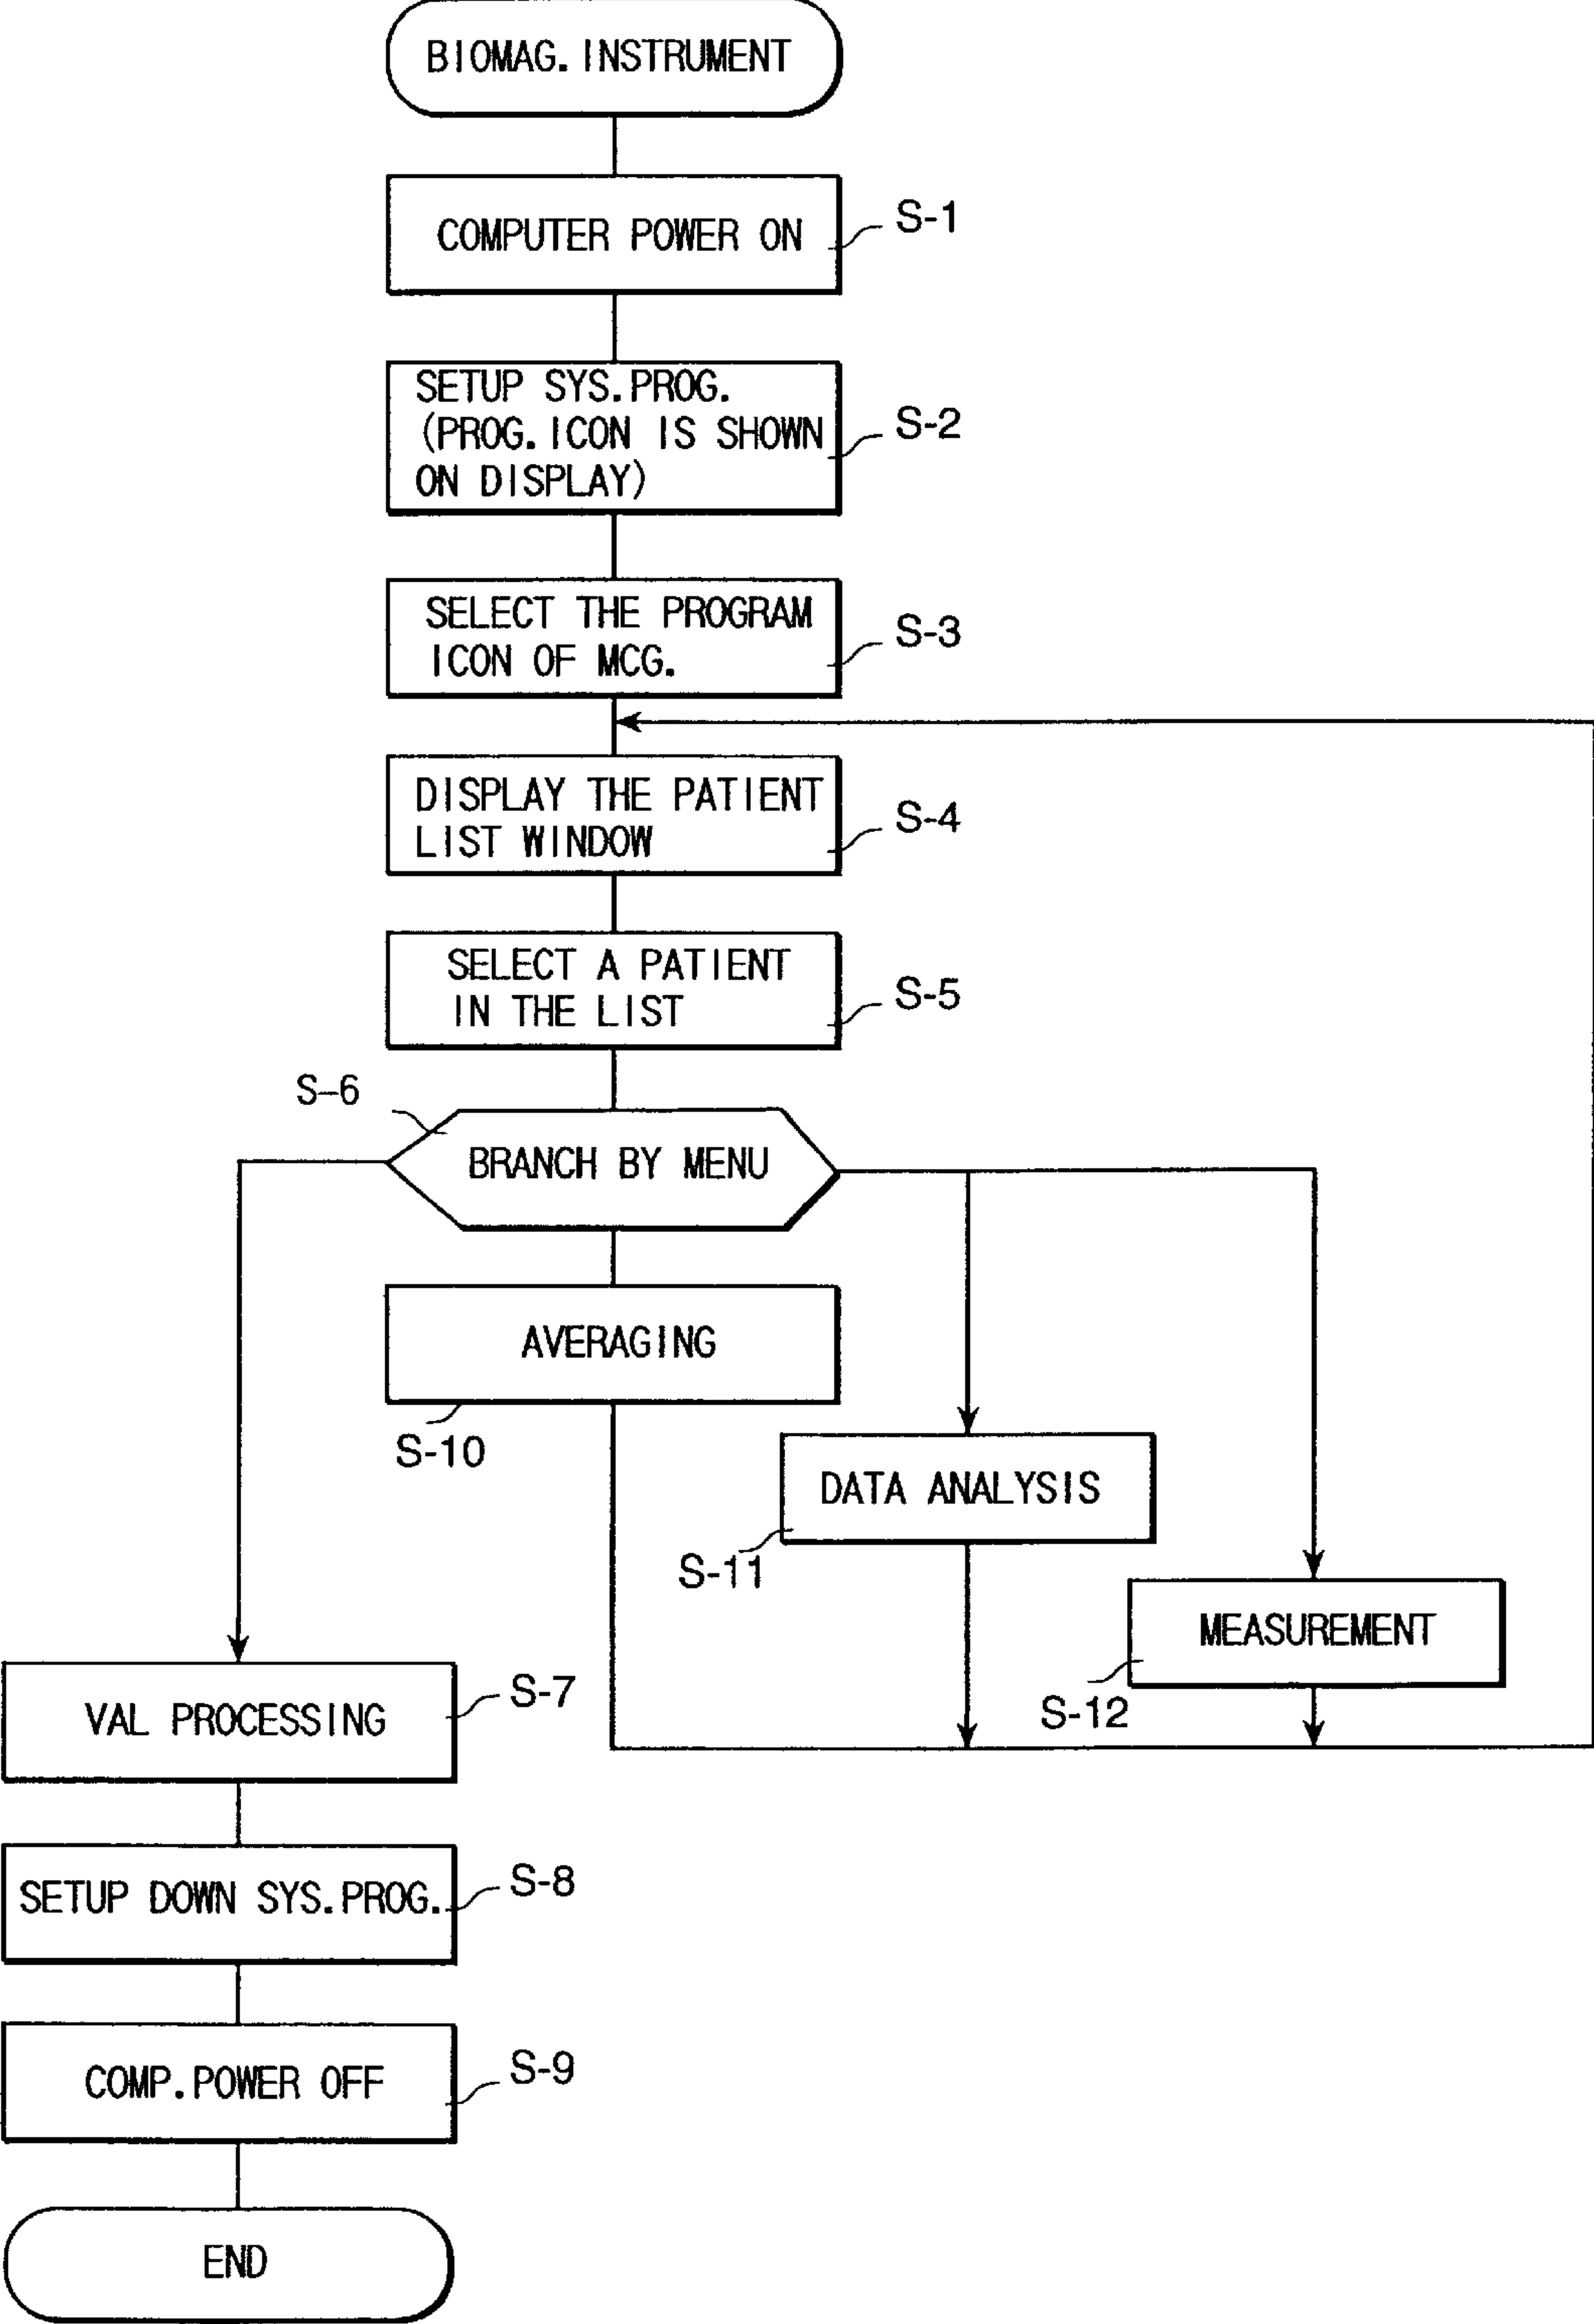 BIOMAG. INSTRUMENT
COMPUTER POWER ON
S-1
SETUP SYS.PROG.
(PROG.ICON IS SHOWN
ON DISPLAY)
S-2
SELECT THE PROGRAM
ICON OF MCG.
S-3
DISPLAY THE PATIENT
LIST WINDOW
S-4
SELECT A PATIENT
IN THE LIST
S-5
S-6
BRANCH BY MENU
AVERAGING
S-10
DATA ANALYSIS
S-11
MEASUREMENT
S-12
VAL PROCESSING
S-7
SETUP DOWN SYS.PROG.
S-8
COMP.POWER OFF
S-9
END